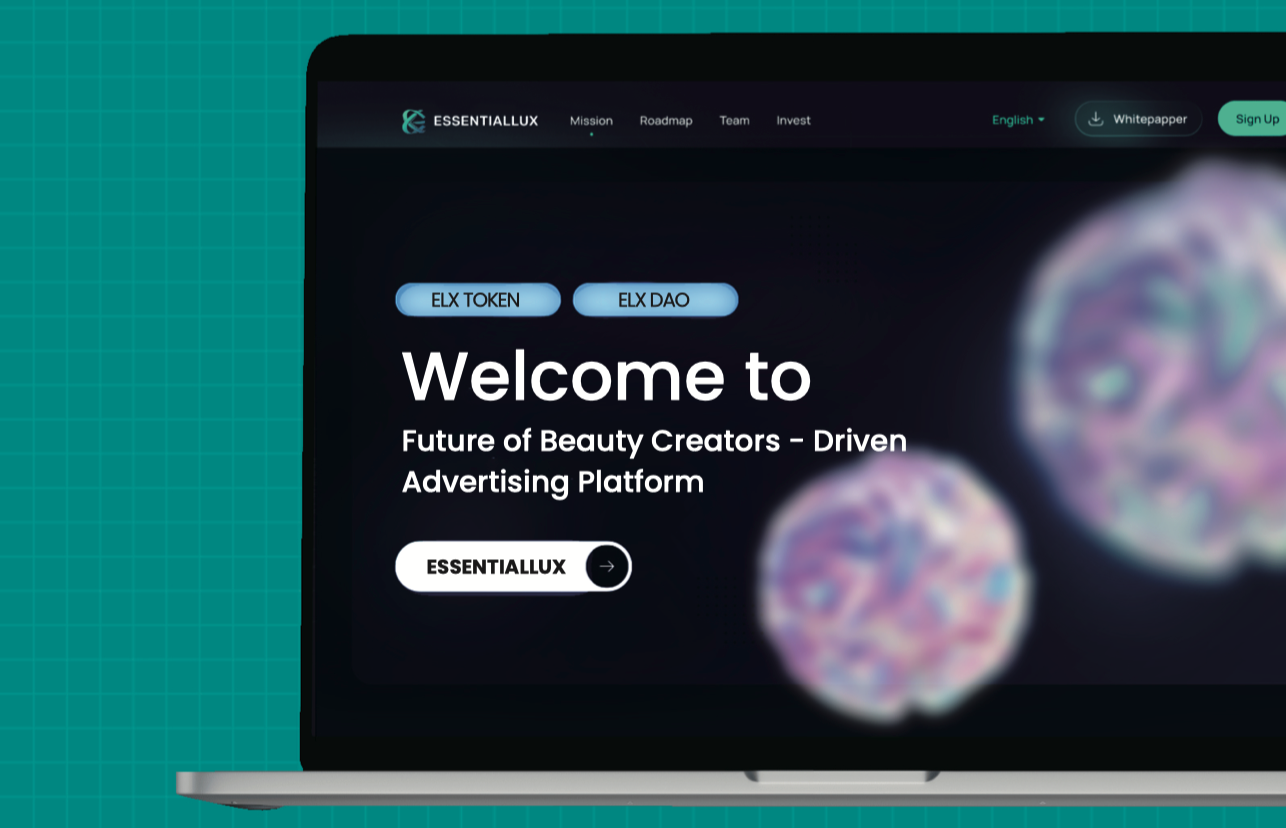 ESSENTIALLUX Mission Roadmap Team Invest English Whitepapper Sign Up
ELX TOKEN ELX DAO
Welcome to
Future of Beauty Creators - Driven
Advertising Platform
ESSENTIALLUX